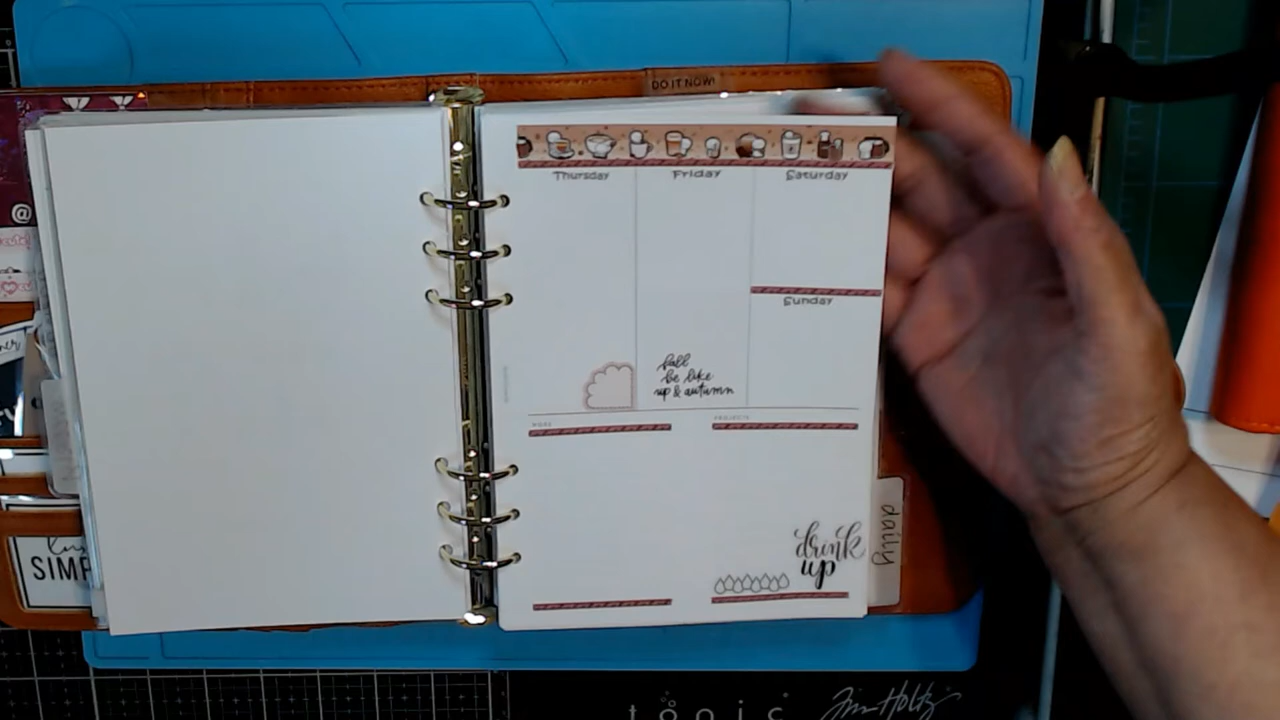 DO IT NOW!
@
Thursday
Friday
Saturday
Sunday
fall
be like
up & autumn
PROJECTS
drink
up
daily
SIMP
tonic
Tim Holtz